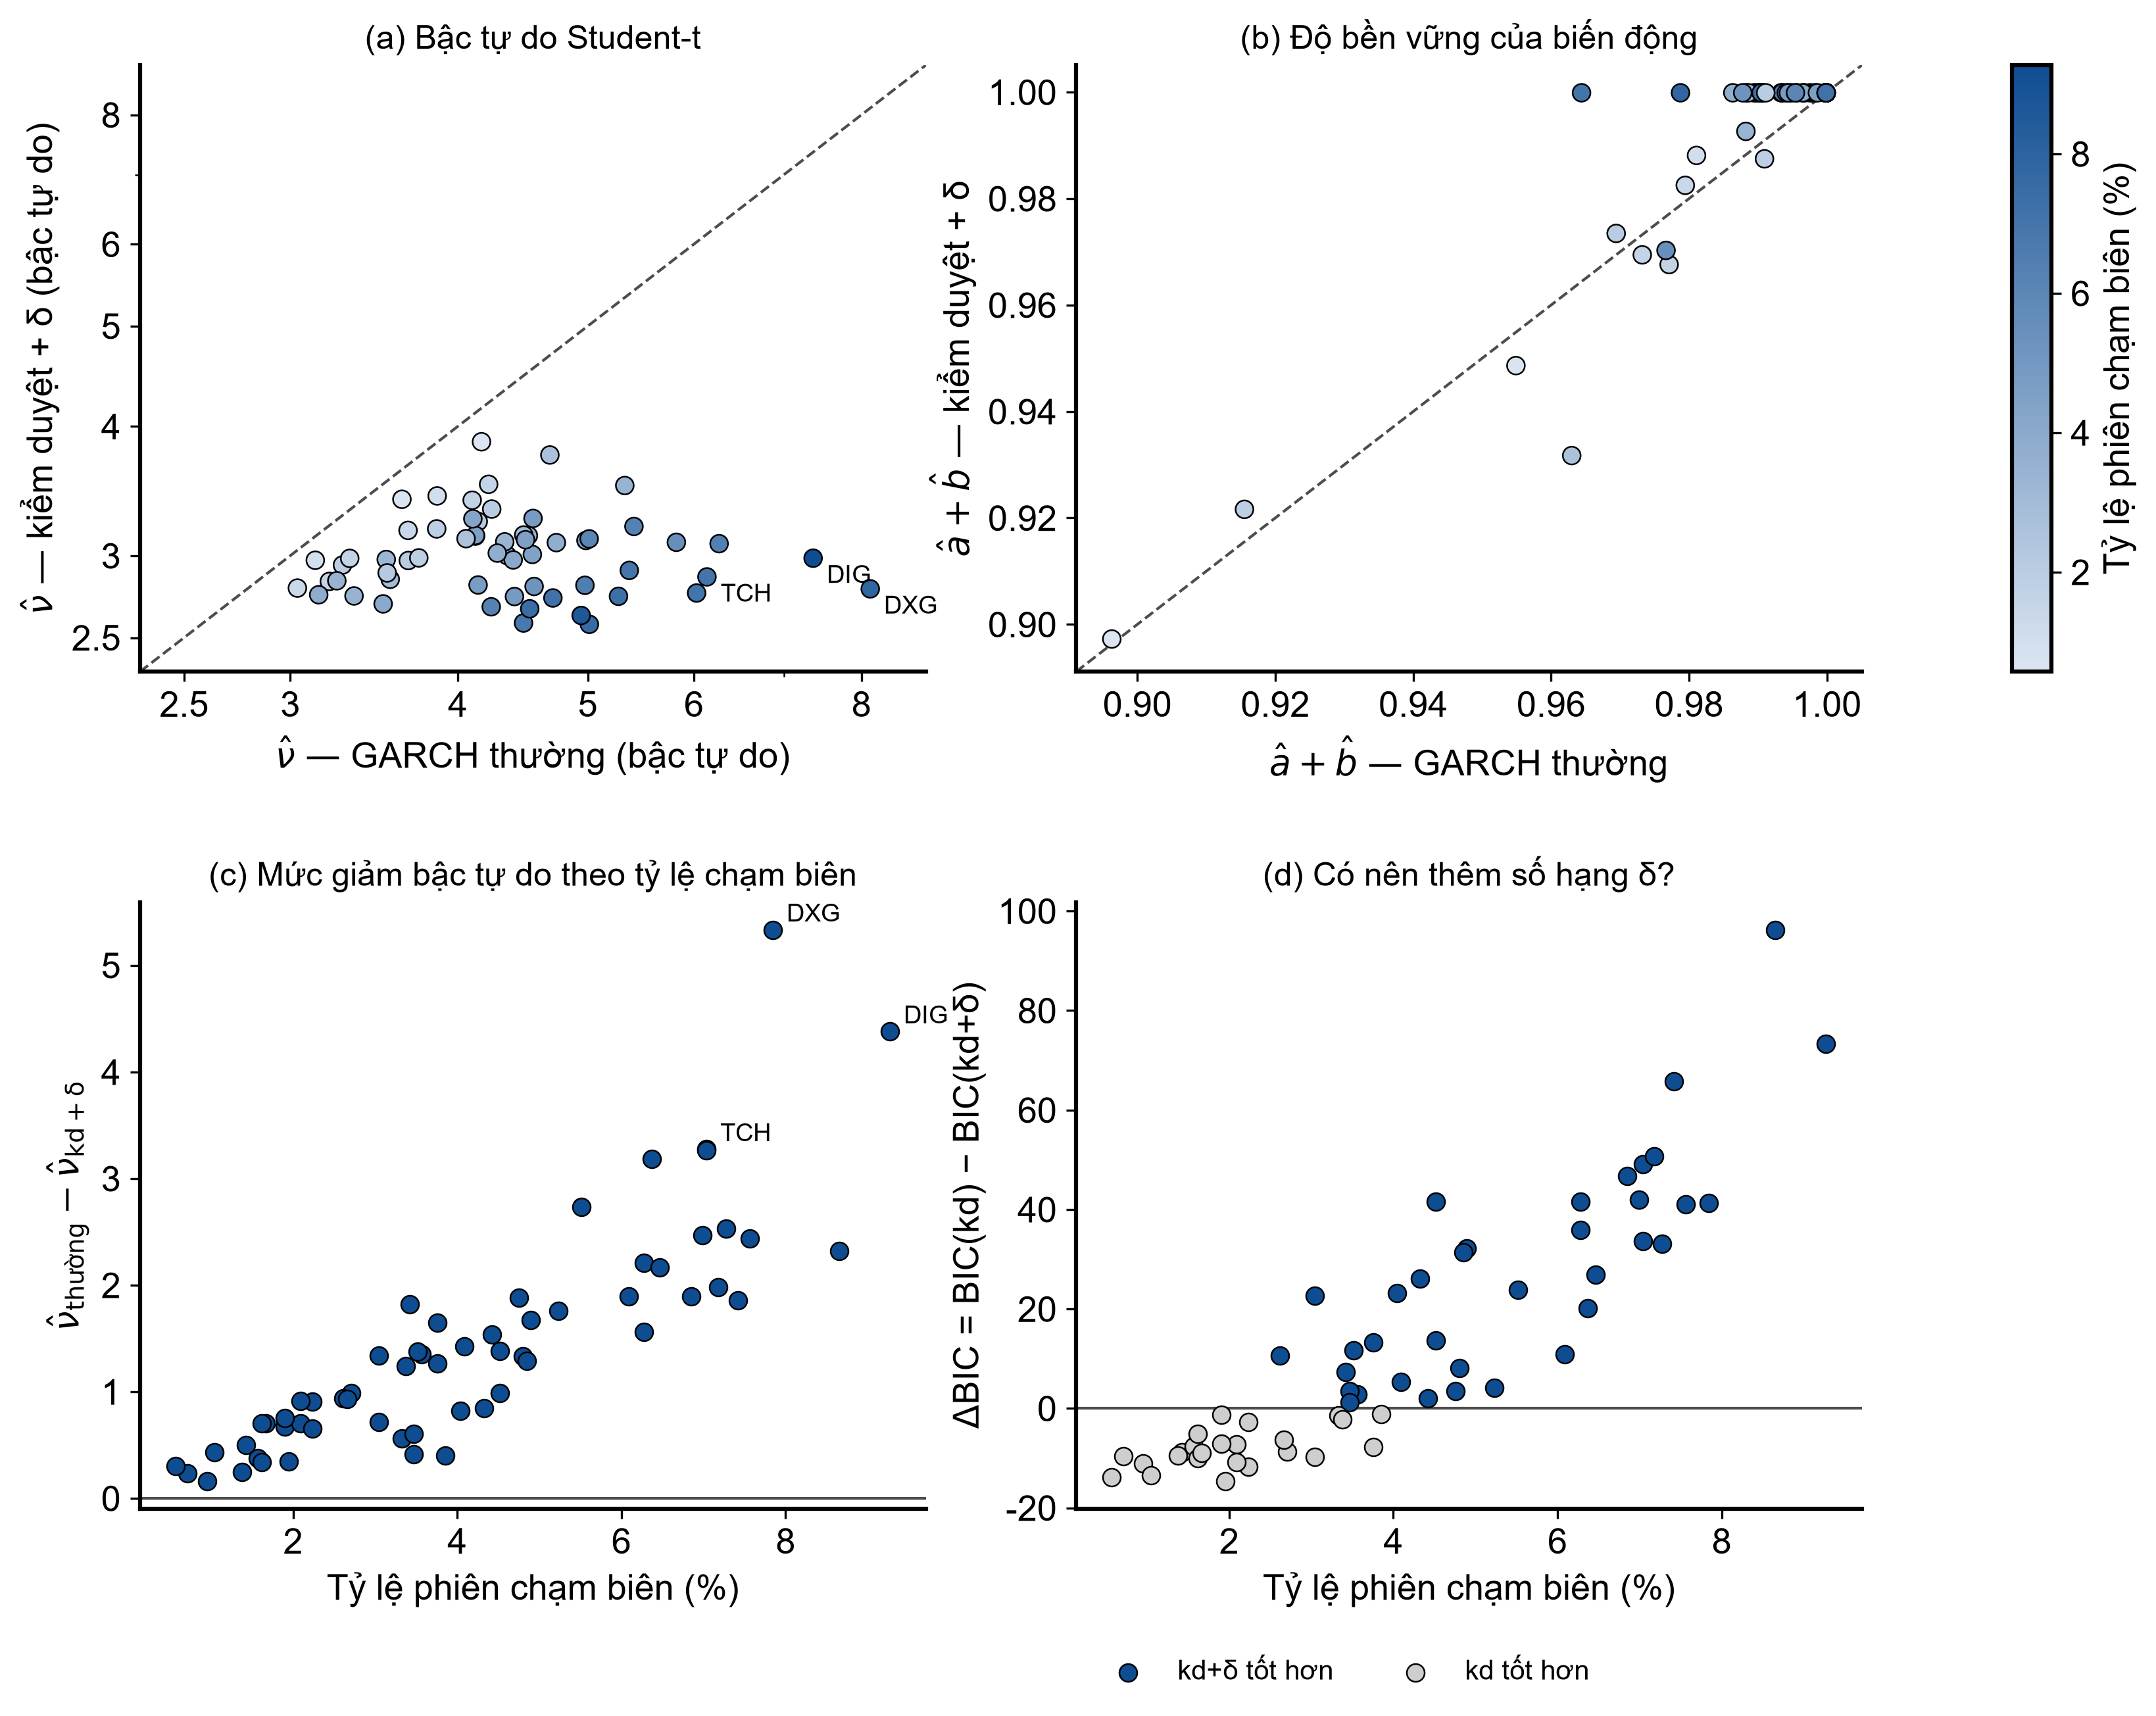 (a) Bậc tự do Student-t
ν̂ — kiểm duyệt + δ (bậc tự do)
8
6
5
4
3
2.5
DIG
TCH
DXG
2.5 3 4 5 6 8
ν̂ — GARCH thường (bậc tự do)
(b) Độ bền vững của biến động
â + b̂ — kiểm duyệt + δ
1.00
0.98
0.96
0.94
0.92
0.90
0.90 0.92 0.94 0.96 0.98 1.00
â + b̂ — GARCH thường
8
6
4
2
Tỷ lệ phiên chạm biên (%)
(c) Mức giảm bậc tự do theo tỷ lệ chạm biên
ν̂thường − ν̂kd + δ
5
4
3
2
1
0
DXG
DIG
TCH
2 4 6 8
Tỷ lệ phiên chạm biên (%)
(d) Có nên thêm số hạng δ?
ΔBIC = BIC(kd) − BIC(kd+δ)
100
80
60
40
20
0
-20
2 4 6 8
Tỷ lệ phiên chạm biên (%)
kd+δ tốt hơn kd tốt hơn